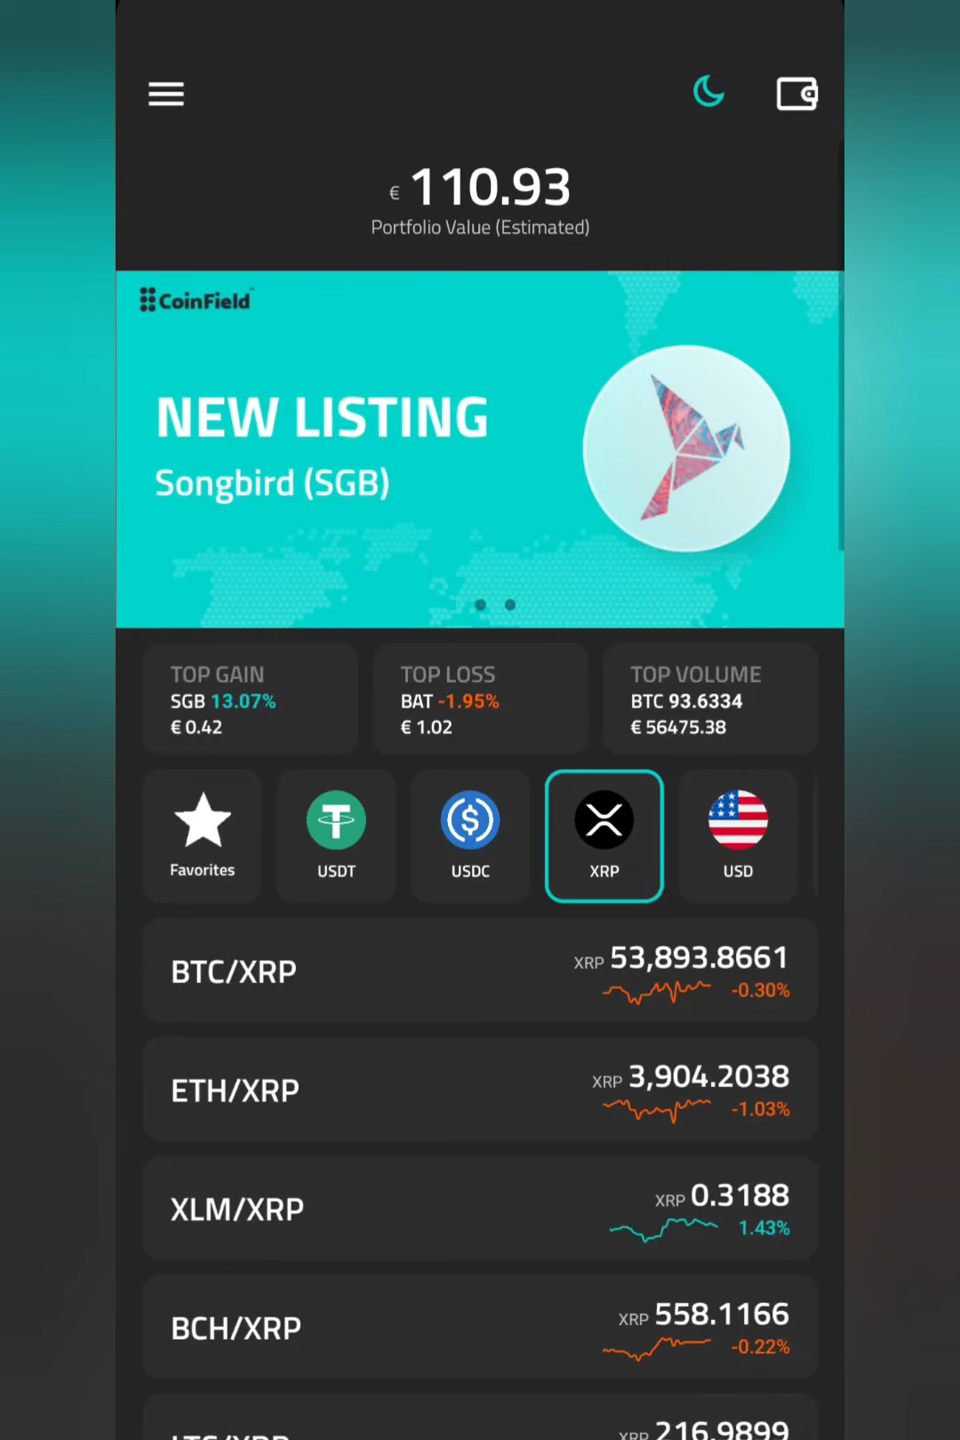 € 110.93
Portfolio Value (Estimated)
CoinField
NEW LISTING
Songbird (SGB)
TOP GAIN
SGB 13.07%
€ 0.42
TOP LOSS
BAT -1.95%
€ 1.02
TOP VOLUME
BTC 93.6334
€ 56475.38
Favorites
USDT
USDC
XRP
USD
BTC/XRP
XRP 53,893.8661
-0.30%
ETH/XRP
XRP 3,904.2038
-1.03%
XLM/XRP
XRP 0.3188
1.43%
BCH/XRP
XRP 558.1166
-0.22%
LTC/XRP
XRP 216.9899